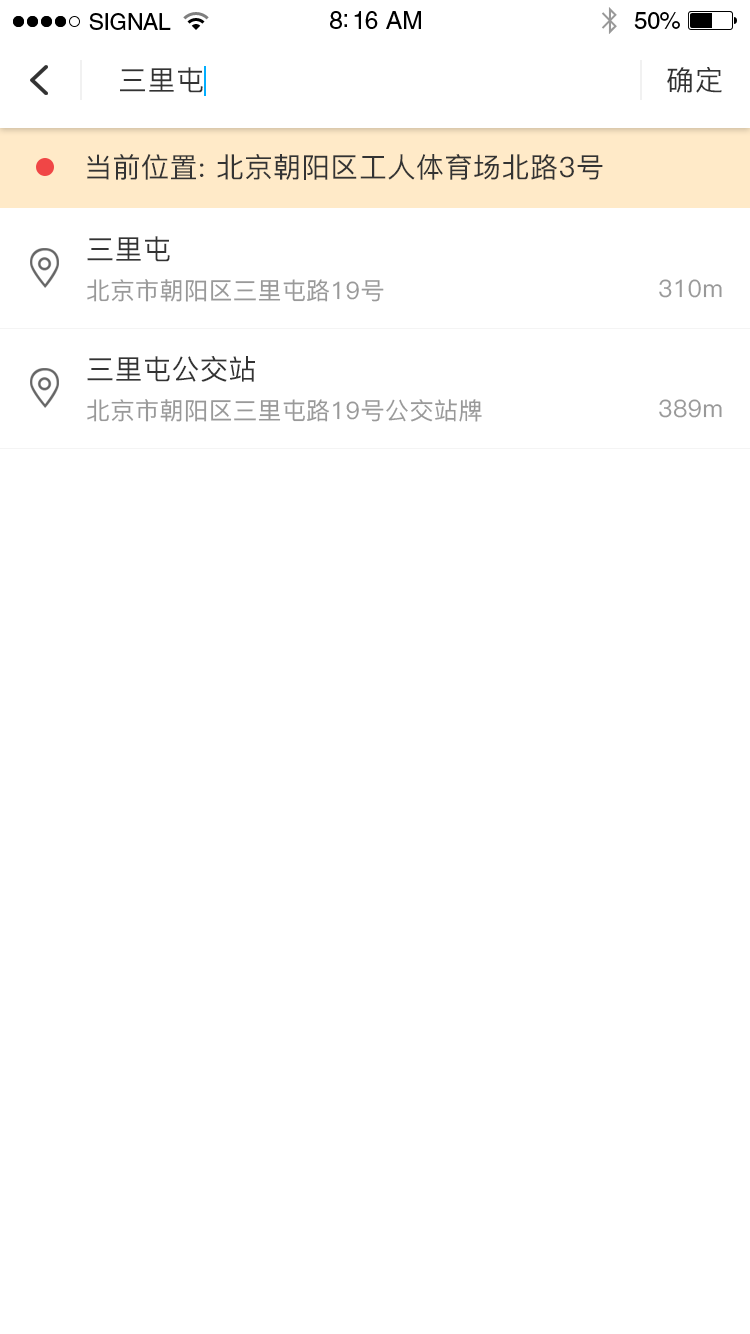 SIGNAL 8:16 AM 50%
三里屯 确定
当前位置: 北京朝阳区工人体育场北路3号
三里屯
北京市朝阳区三里屯路19号 310m
三里屯公交站
北京市朝阳区三里屯路19号公交站牌 389m